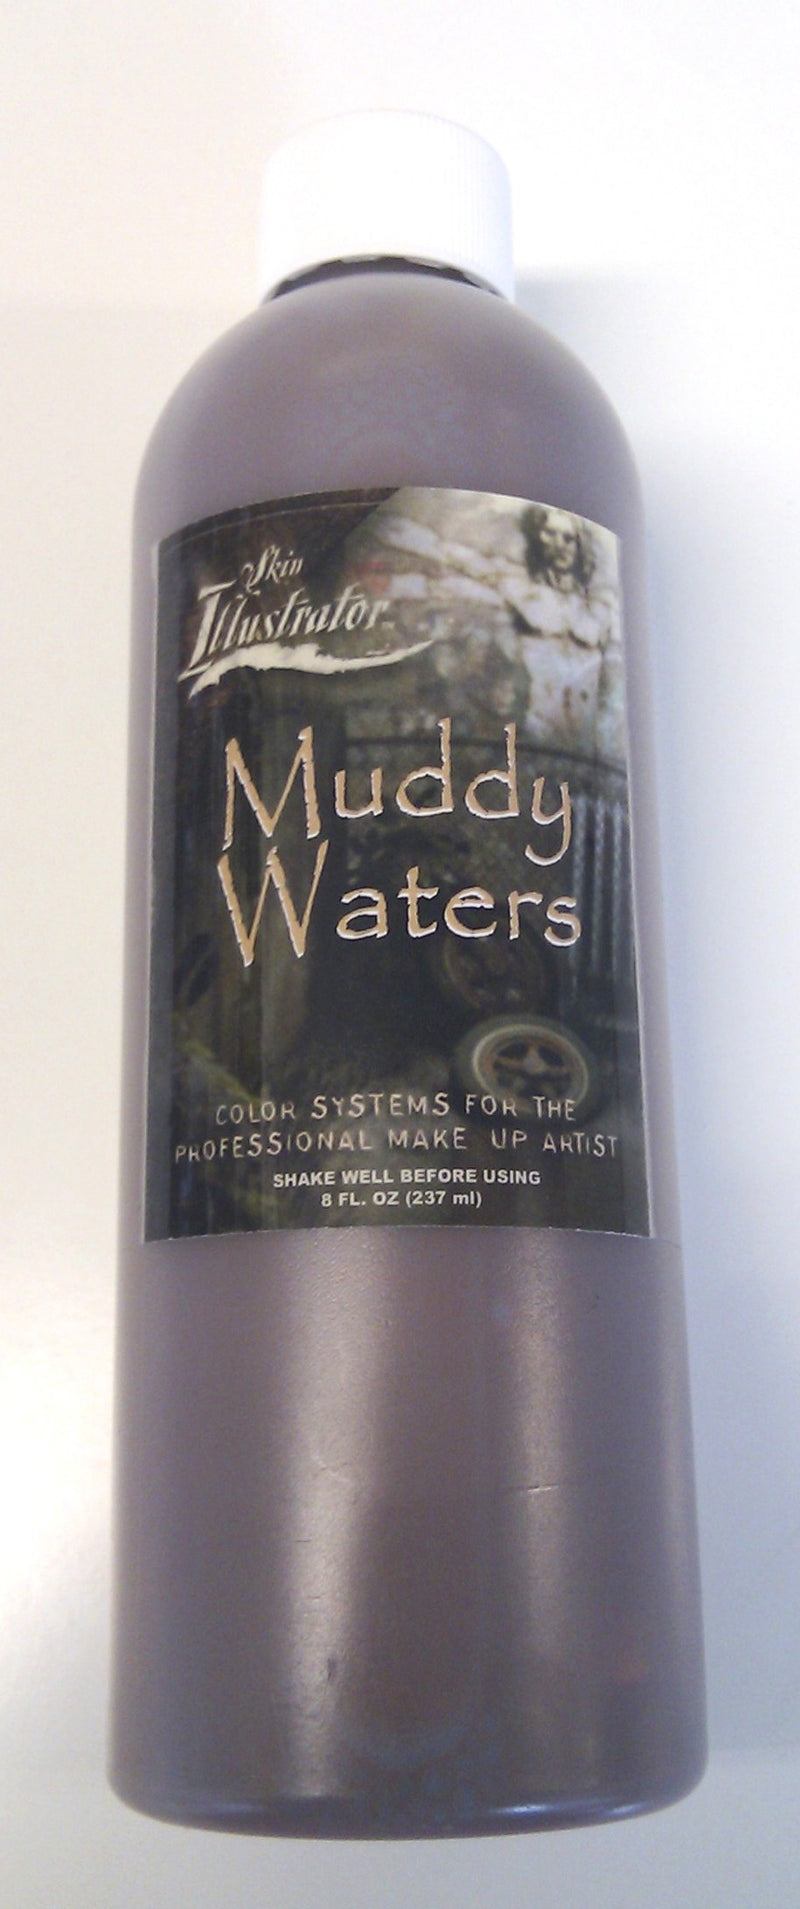 Skin
Illustrator
Muddy
Waters
COLOR SYSTEMS FOR THE
PROFESSIONAL MAKE UP ARTIST
SHAKE WELL BEFORE USING
8 FL. OZ (237 ml)